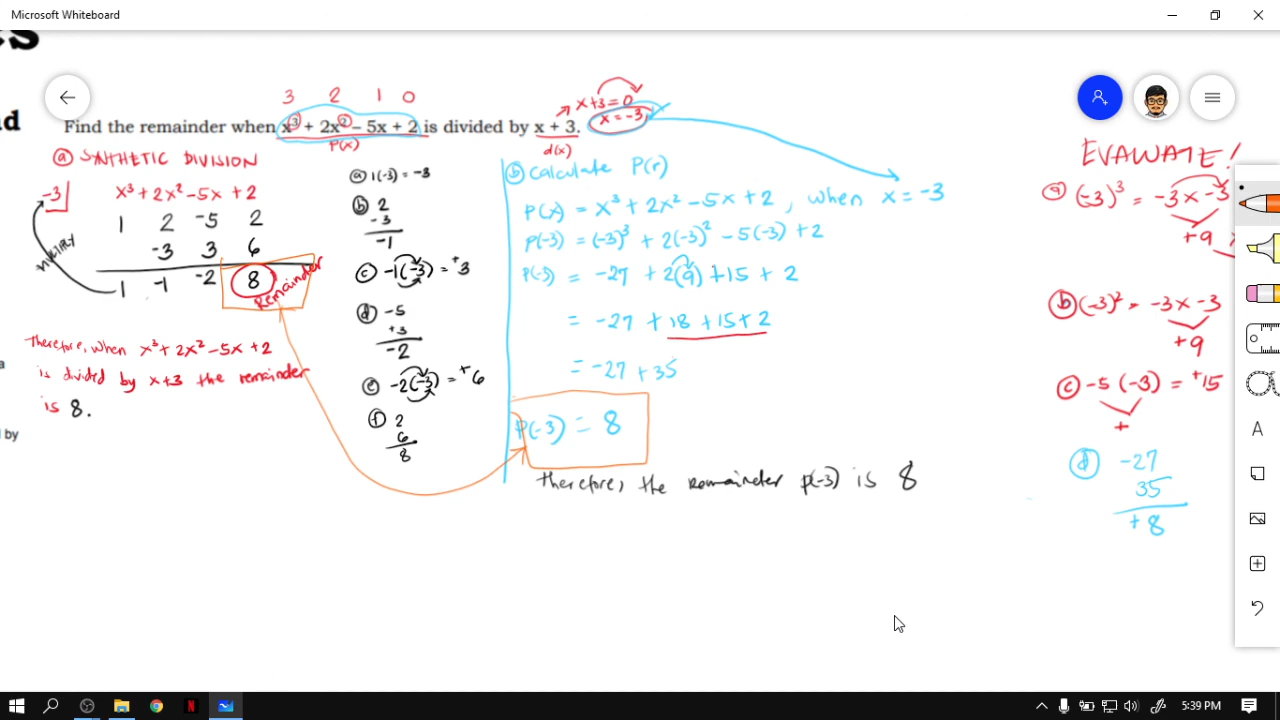 Microsoft Whiteboard
es
nd
3 2 1 0
x+3=0
x=-3
Find the remainder when x³ + 2x² – 5x + 2 is divided by x + 3.
P(x)
d(x)
a
l by
(a) SYNTHETIC DIVISION
-3
x³ + 2x² -5x + 2
1 2 -5 2
-3 3 6
1 -1 -2 8
Remainder
Therefore, when x³+2x²-5x+2
is divided by x+3 the remainder
is 8.
(a) 1(-3) = -3
(b) 2
-3
-1
(c) -1(-3) = +3
(d) -5
+3
-2
(e) -2(-3) = +6
(f) 2
6
8
(b) Calculate P(r)
P(x) = x³ + 2x² -5x +2, when x = -3
P(-3) = (-3)³ + 2(-3)² -5(-3) +2
P(-3) = -27 + 2(9) +15 + 2
= -27 + 18 +15+2
= -27 +35
P(-3) = 8
Therefore, the remainder p(-3) is 8
EVALUATE!
(a) (-3)³ = -3x-3
+9
(b) (-3)² = -3x-3
+9
(c) -5 (-3) = +15
+
(d) -27
35
+8
A
N
5:39 PM